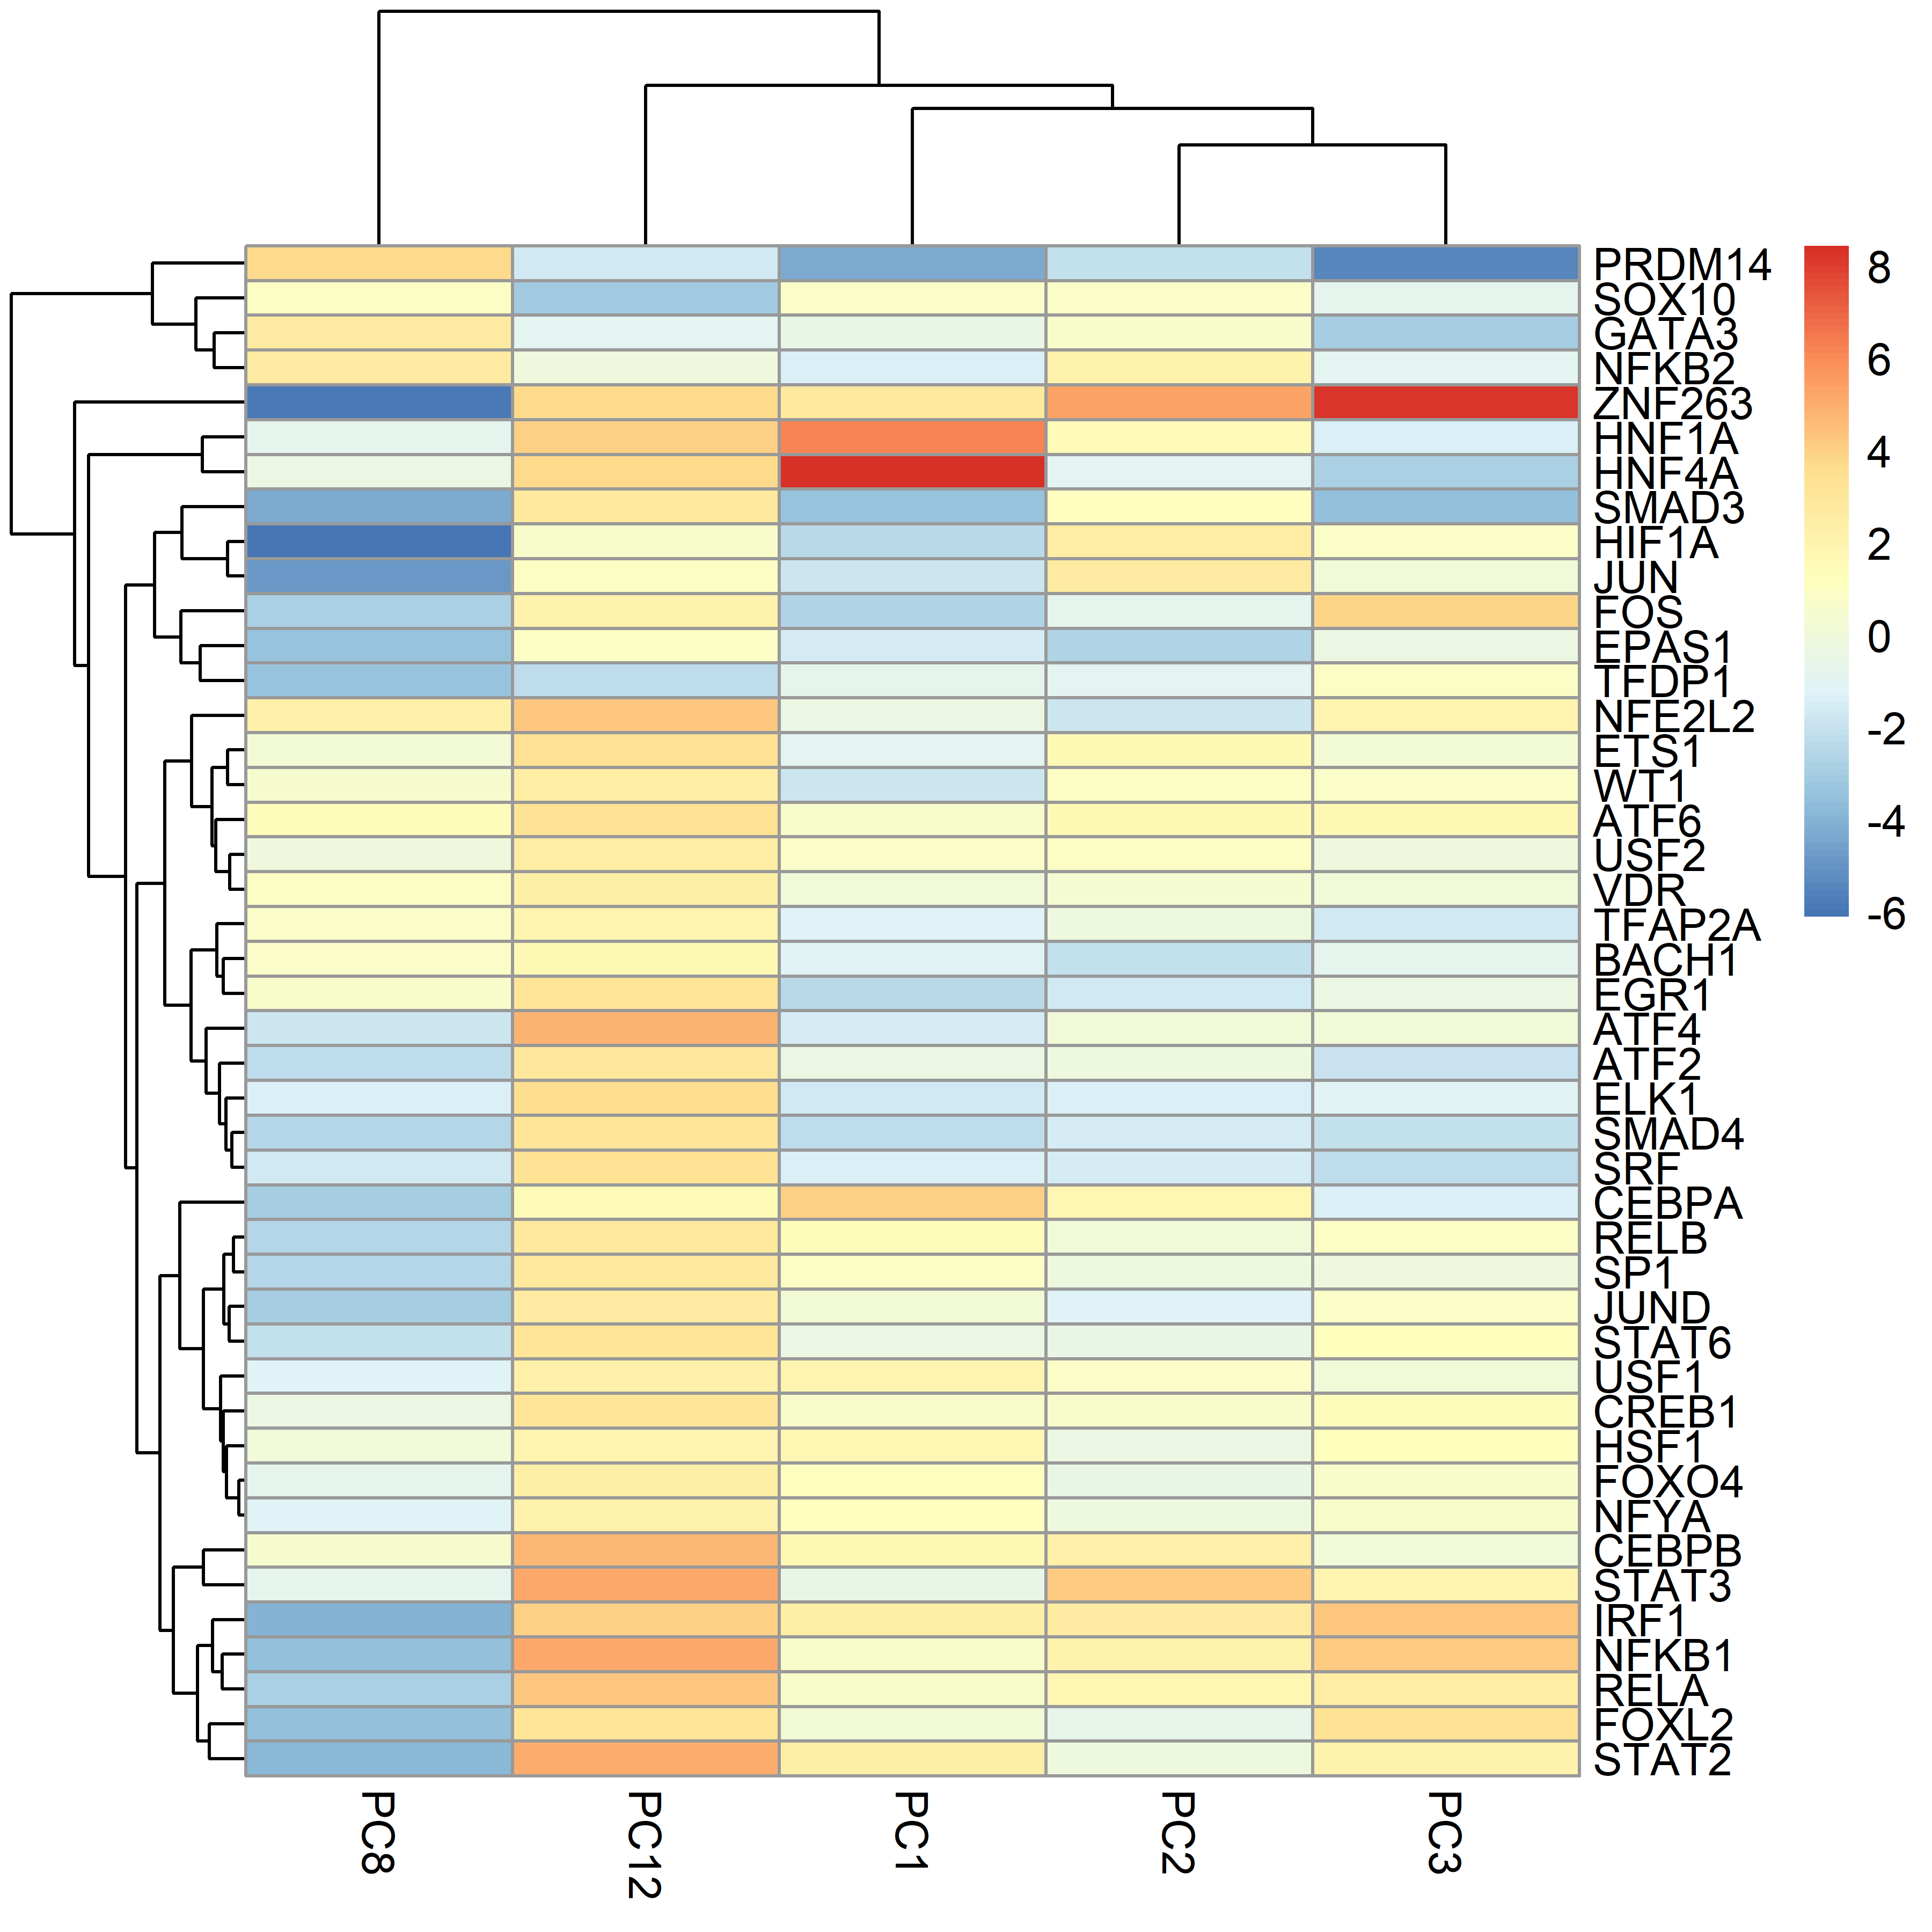 PRDM14
SOX10
GATA3
NFKB2
ZNF263
HNF1A
HNF4A
SMAD3
HIF1A
JUN
FOS
EPAS1
TFDP1
NFE2L2
ETS1
WT1
ATF6
USF2
VDR
TFAP2A
BACH1
EGR1
ATF4
ATF2
ELK1
SMAD4
SRF
CEBPA
RELB
SP1
JUND
STAT6
USF1
CREB1
HSF1
FOXO4
NFYA
CEBPB
STAT3
IRF1
NFKB1
RELA
FOXL2
STAT2
8
6
4
2
0
-2
-4
-6
PC8
PC12
PC1
PC2
PC3